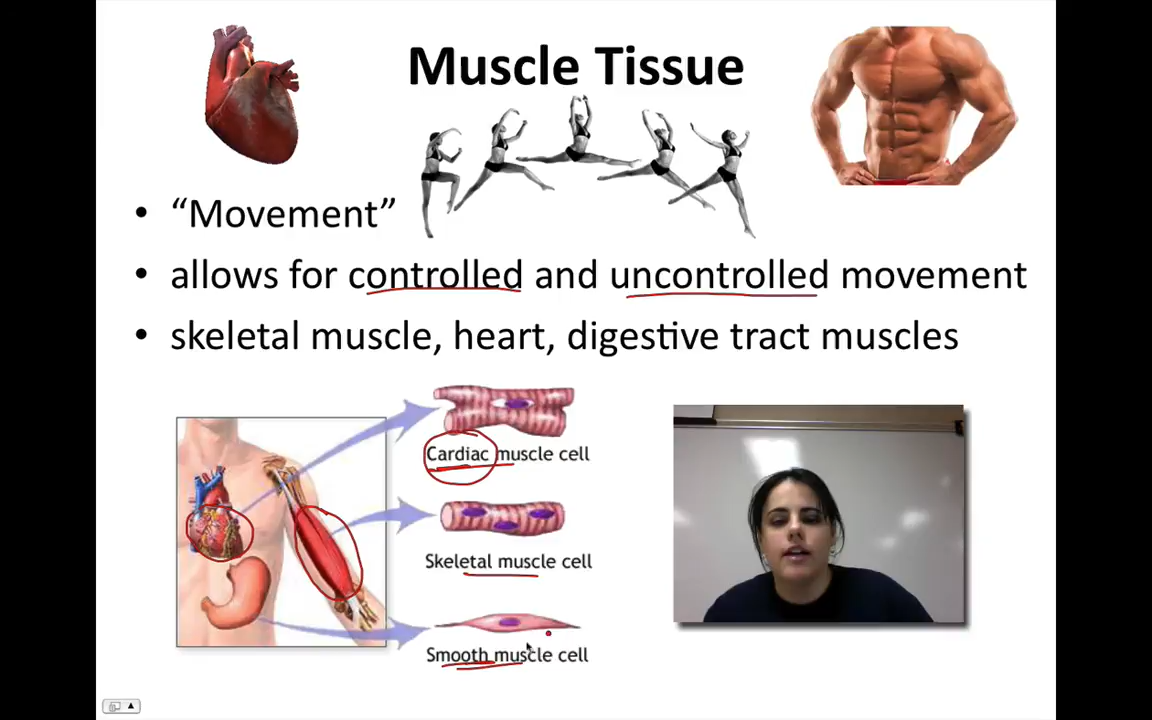 Muscle Tissue
• “Movement”
• allows for controlled and uncontrolled movement
• skeletal muscle, heart, digestive tract muscles
Cardiac muscle cell
Skeletal muscle cell
Smooth muscle cell